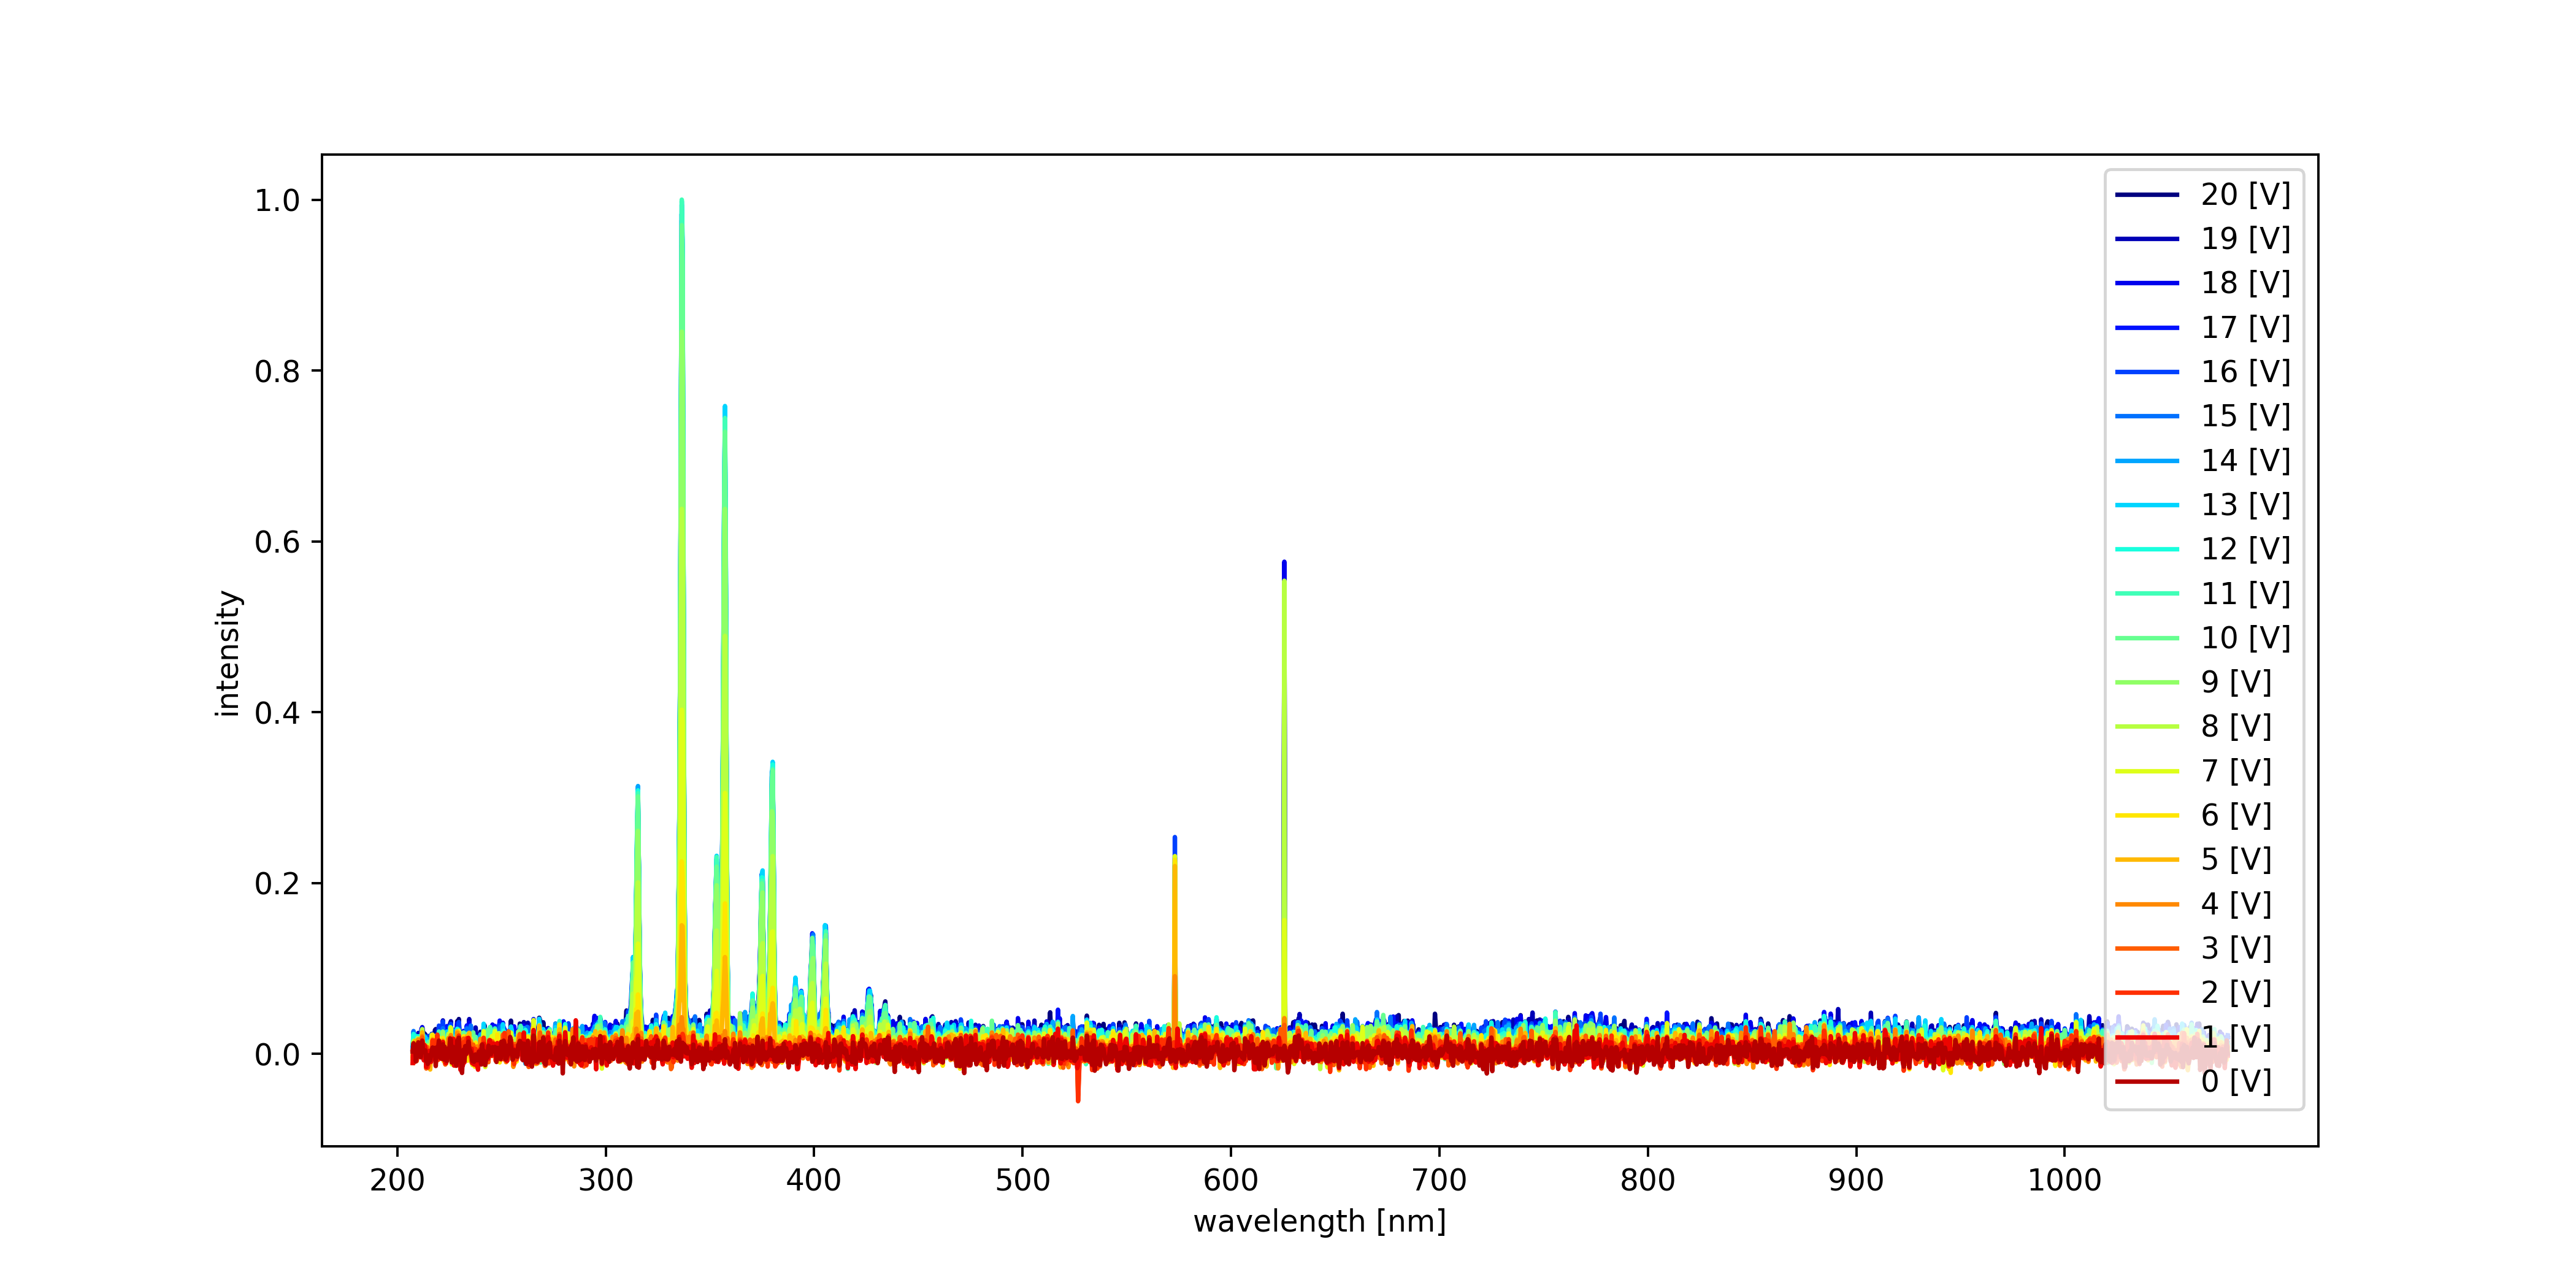 1.0
0.8
0.6
0.4
0.2
0.0
intensity
200 300 400 500 600 700 800 900 1000
wavelength [nm]
20 [V]
19 [V]
18 [V]
17 [V]
16 [V]
15 [V]
14 [V]
13 [V]
12 [V]
11 [V]
10 [V]
9 [V]
8 [V]
7 [V]
6 [V]
5 [V]
4 [V]
3 [V]
2 [V]
1 [V]
0 [V]